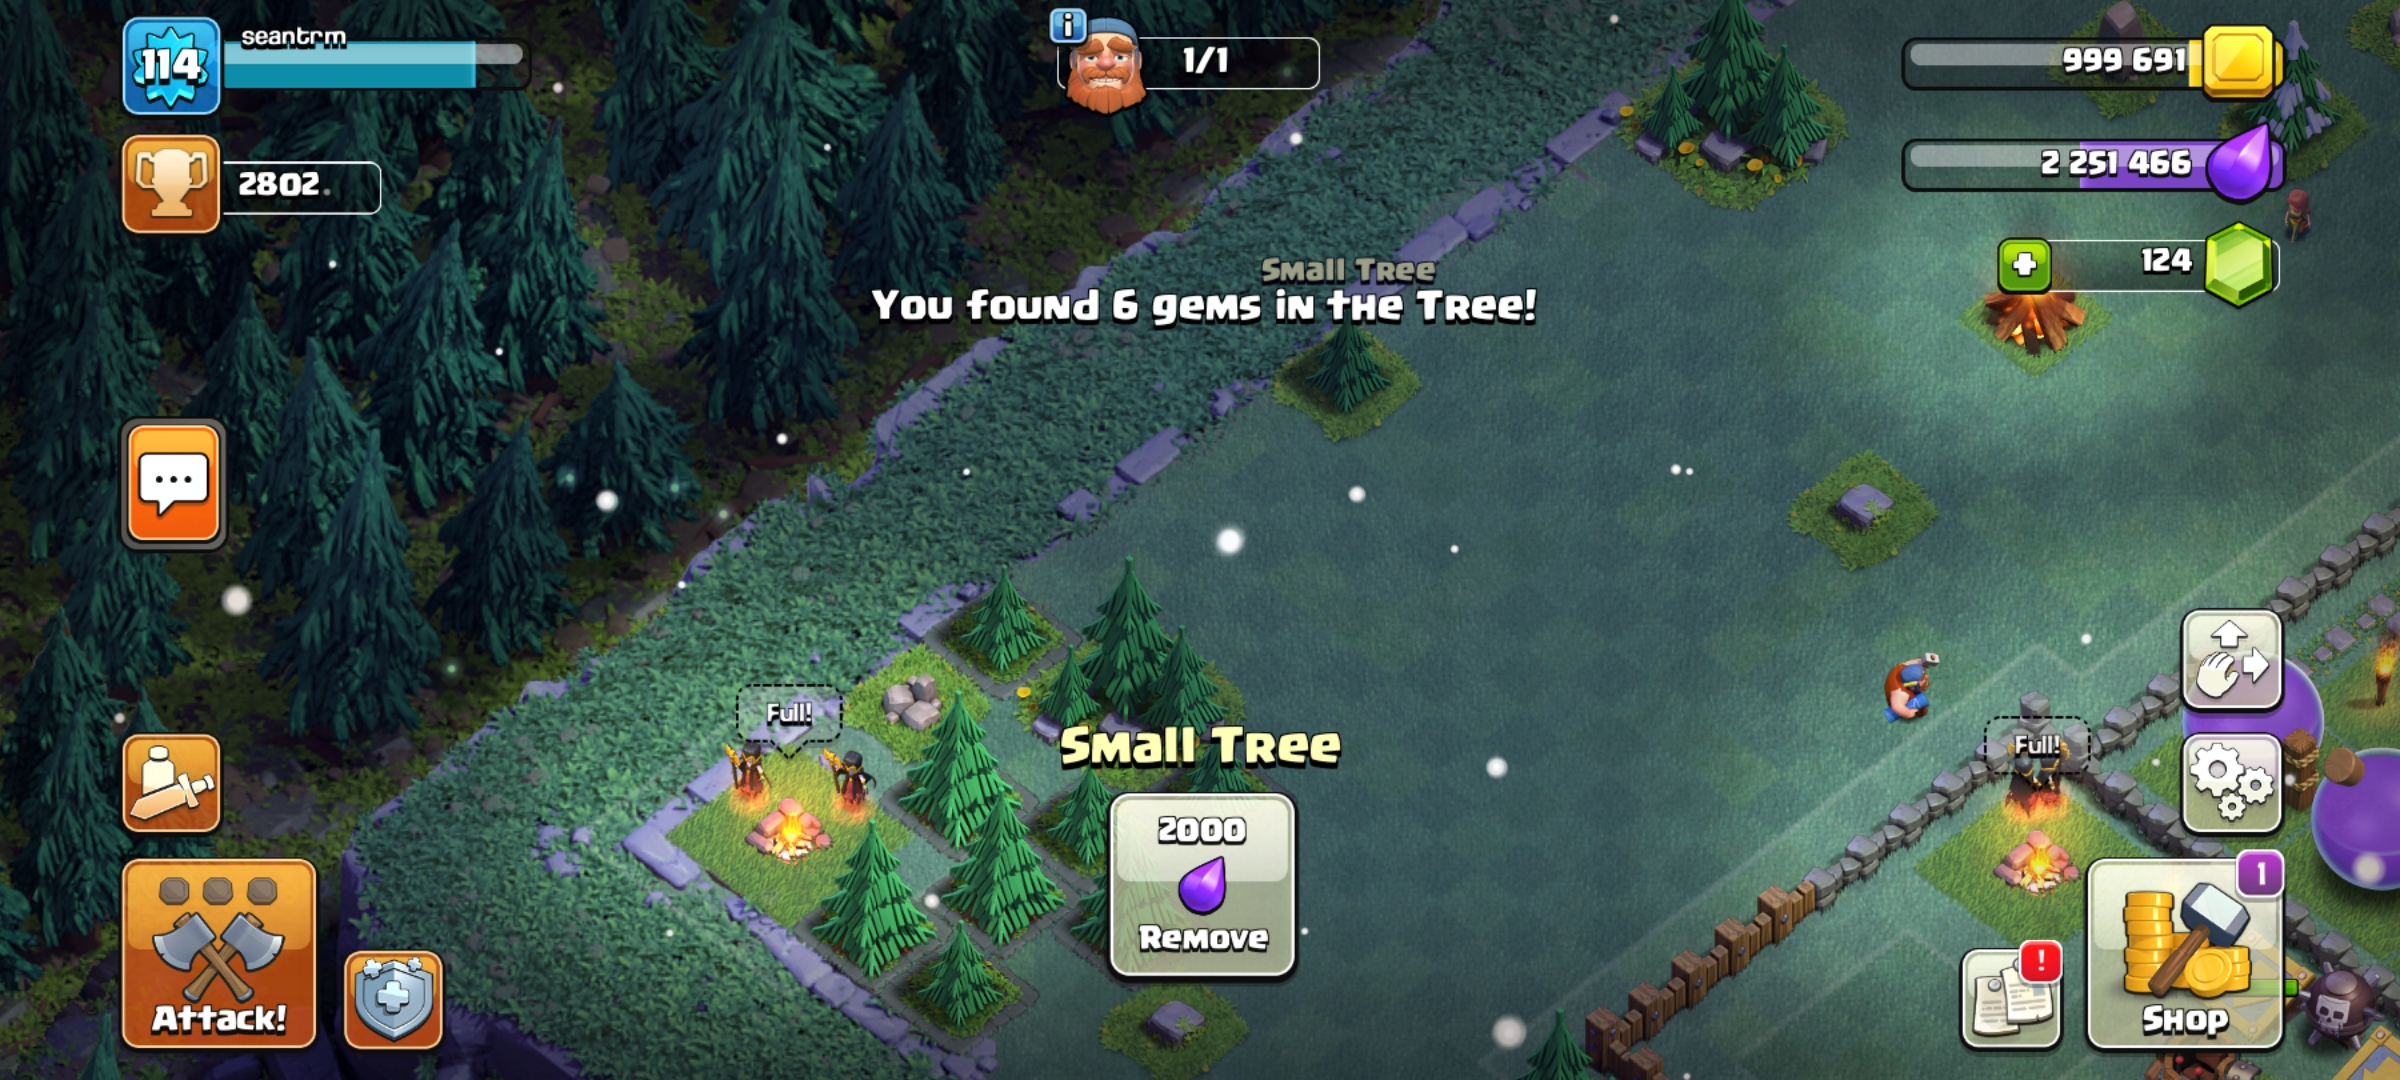 114
seantrm
1/1
999 691
2802
2 251 466
124
Small Tree
You found 6 gems in the Tree!
Full!
Small Tree
Full!
2000
Remove
1
!
Attack!
Shop